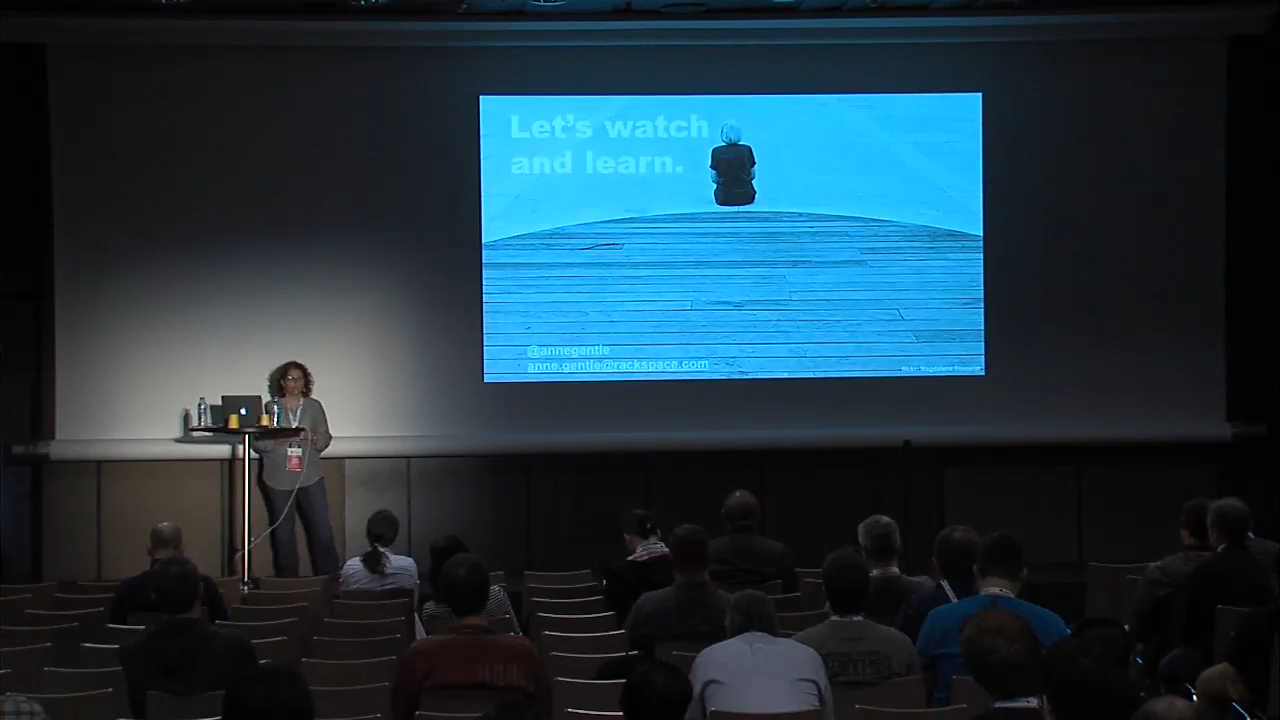 Let's watch
and learn.
@annegentle
anne.gentle@rackspace.com